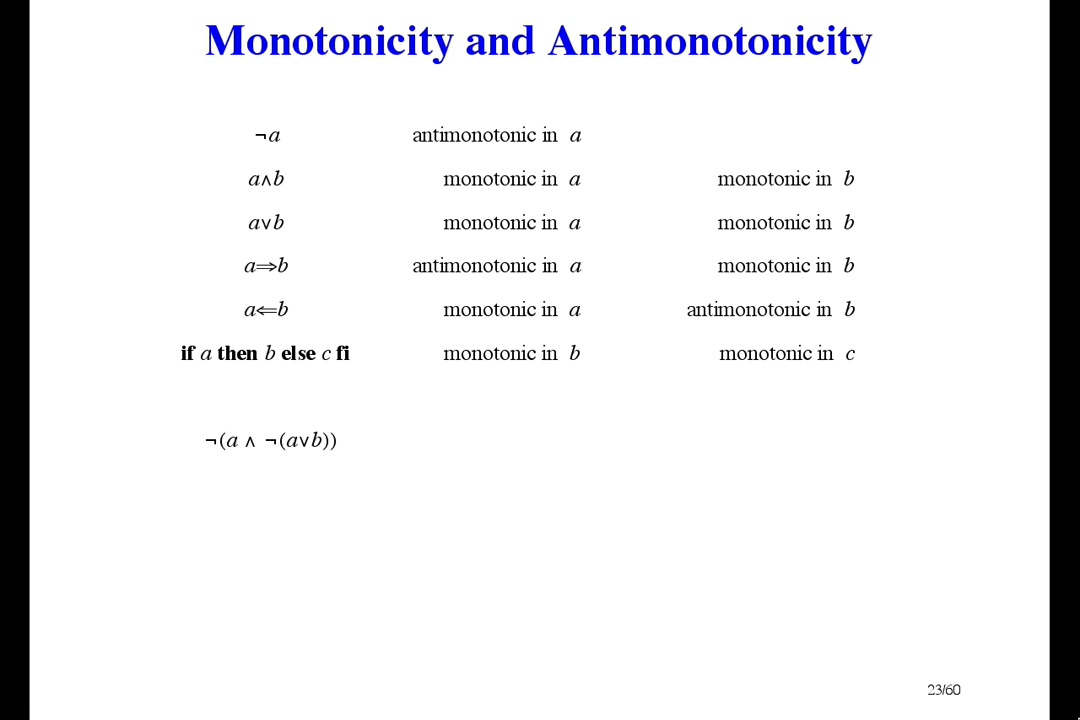 Monotonicity and Antimonotonicity
¬a antimonotonic in a
a∧b monotonic in a monotonic in b
a∨b monotonic in a monotonic in b
a⇒b antimonotonic in a monotonic in b
a⇐b monotonic in a antimonotonic in b
if a then b else c fi monotonic in b monotonic in c
¬(a ∧ ¬(a∨b))
23/60